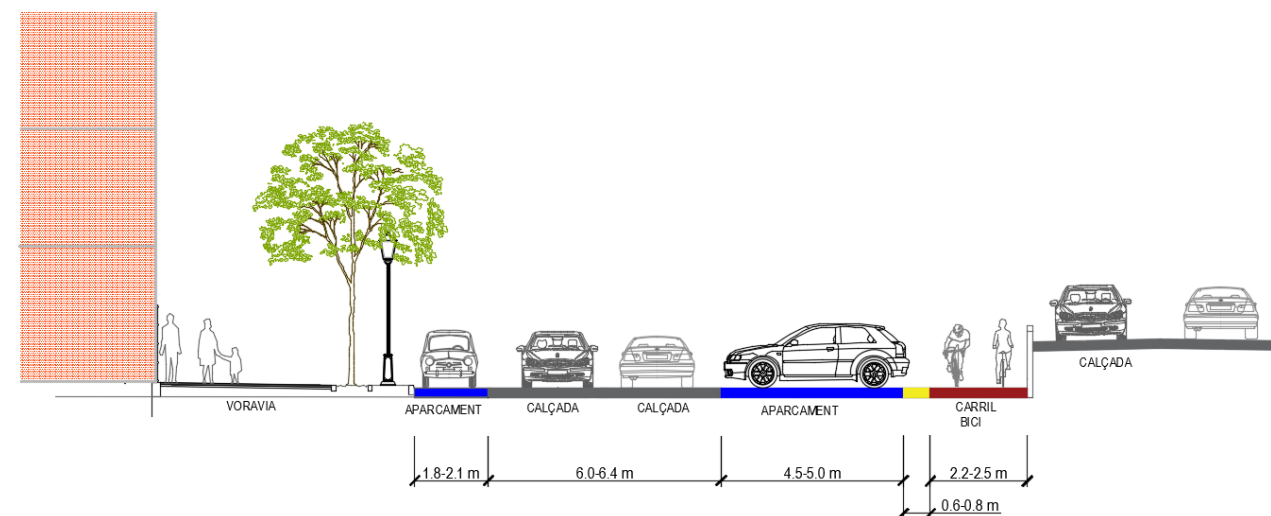 CALÇADA
VORAVIA
APARCAMENT
CALÇADA
CALÇADA
APARCAMENT
CARRIL
BICI
1.8-2.1 m
6.0-6.4 m
4.5-5.0 m
2.2-2.5 m
0.6-0.8 m